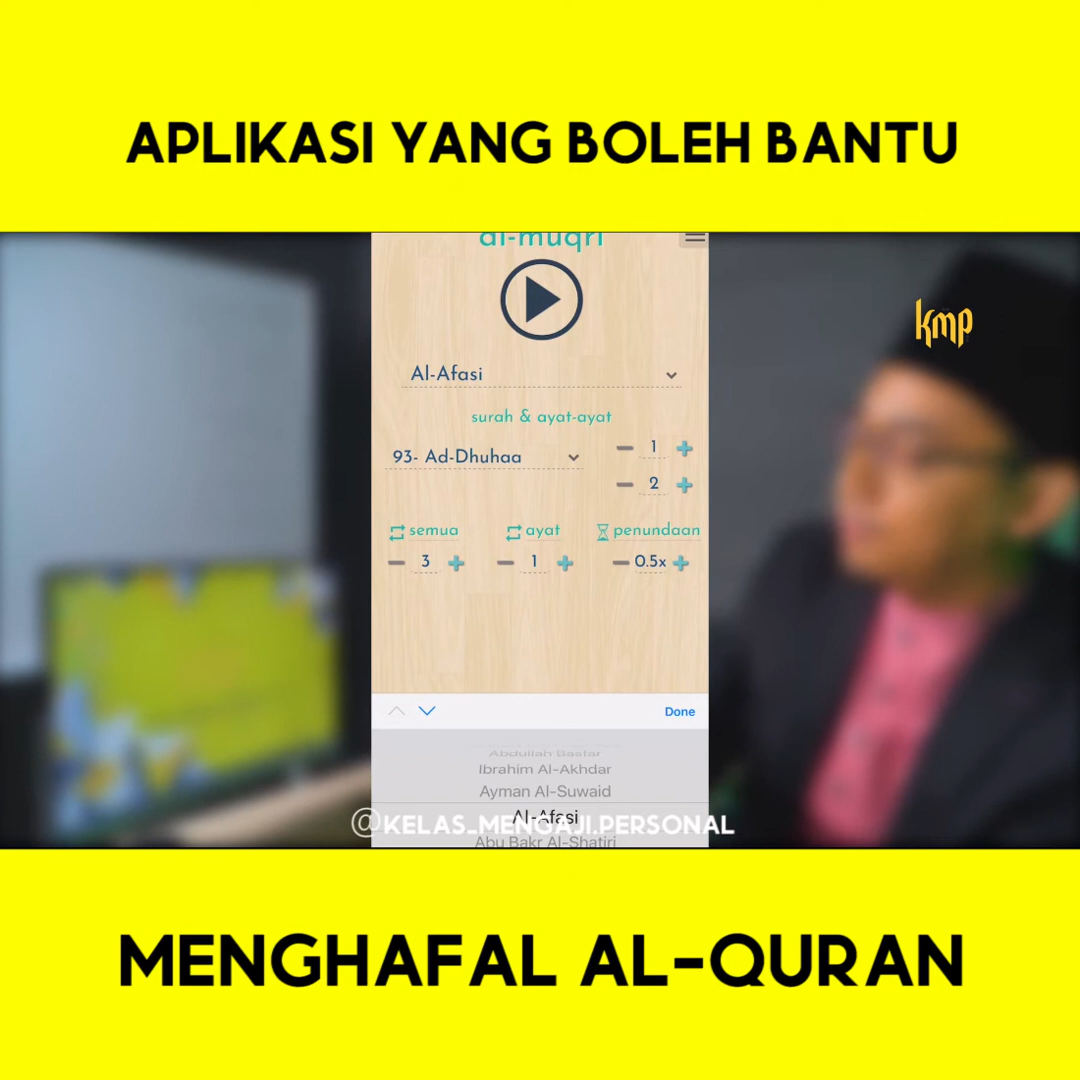 APLIKASI YANG BOLEH BANTU
al-muqri
kmp
Al-Afasi
surah & ayat-ayat
93- Ad-Dhuhaa
1
2
semua
ayat
penundaan
3
1
0.5x
Done
Abdullah Basfar
Ibrahim Al-Akhdar
Ayman Al-Suwaid
Al-Afasi
@KELAS_MENGAJI.PERSONAL
Abu Bakr Al-Shatiri
MENGHAFAL AL-QURAN